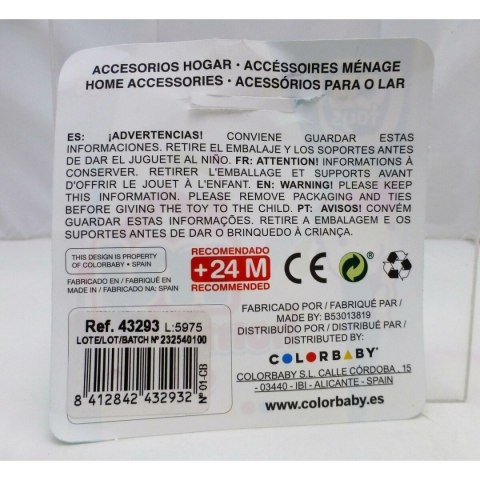 ACCESORIOS HOGAR · ACCÉSSOIRES MÉNAGE
HOME ACCESSORIES · ACESSÓRIOS PARA O LAR
ES: ¡ADVERTENCIAS! CONVIENE GUARDAR ESTAS
INFORMACIONES. RETIRE EL EMBALAJE Y LOS SOPORTES ANTES
DE DAR EL JUGUETE AL NIÑO. FR: ATTENTION! INFORMATIONS À
CONSERVER. RETIRER L'EMBALLAGE ET SUPPORTS AVANT
D'OFFRIR LE JOUET À L'ENFANT. EN: WARNING! PLEASE KEEP
THIS INFORMATION. PLEASE REMOVE PACKAGING AND TIES
BEFORE GIVING THE TOY TO THE CHILD. PT: AVISOS! CONVÉM
GUARDAR ESTAS INFORMAÇÕES. RETIRE A EMBALAGEM E OS
SUPORTES ANTES DE DAR O BRINQUEDO À CRIANÇA.
THIS DESIGN IS PROPERTY
OF COLORBABY · SPAIN
FABRICADO EN / FABRIQUÉ EN
MADE IN / FABRICADO NA: SPAIN
RECOMENDADO
+24 M
RECOMMENDED
CE
FABRICADO POR / FABRIQUÉ PAR /
MADE BY: B53013819
DISTRIBUÍDO POR / DISTRIBUÉ PAR /
DISTRIBUTED BY:
COLORBABY
COLORBABY S.L. CALLE CÓRDOBA , 15
- 03440 - IBI - ALICANTE - SPAIN
www.colorbaby.es
Ref. 43293 L:5975
LOTE/LOT/BATCH Nº 232540100
8 412842 432932
Nº 01-CB